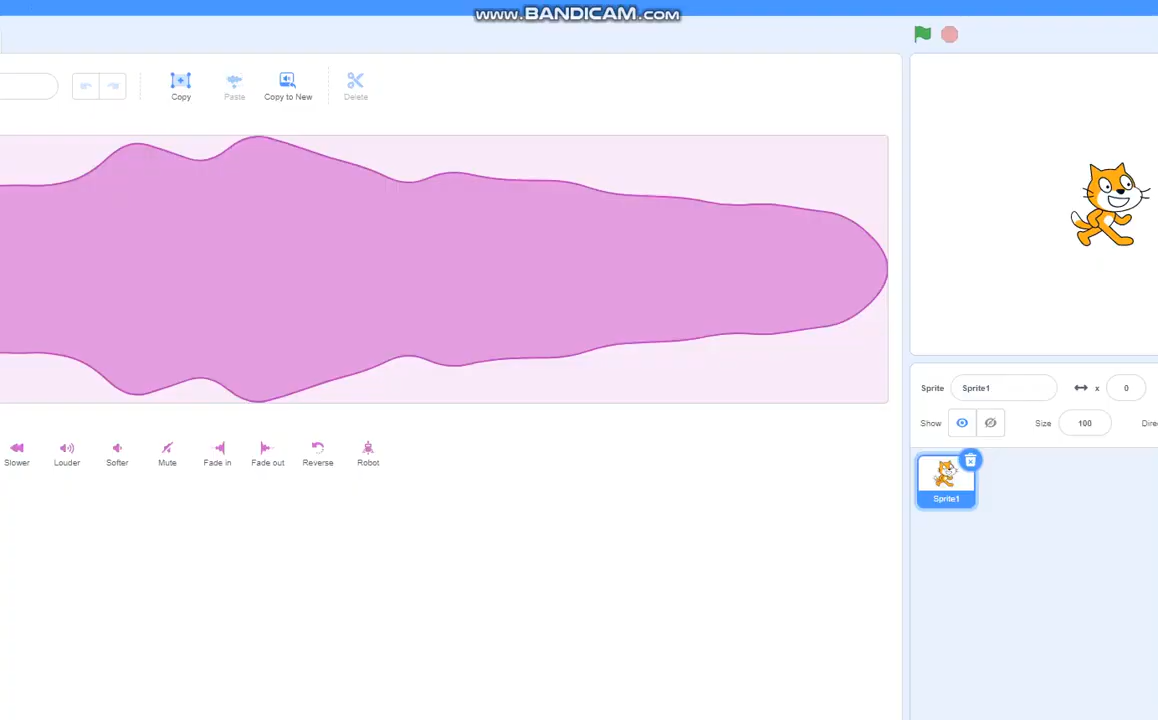 www.BANDICAM.com
Copy
Paste
Copy to New
Delete
Sprite
Sprite1
x
0
Show
Size
100
Slower
Louder
Softer
Mute
Fade in
Fade out
Reverse
Robot
Sprite1